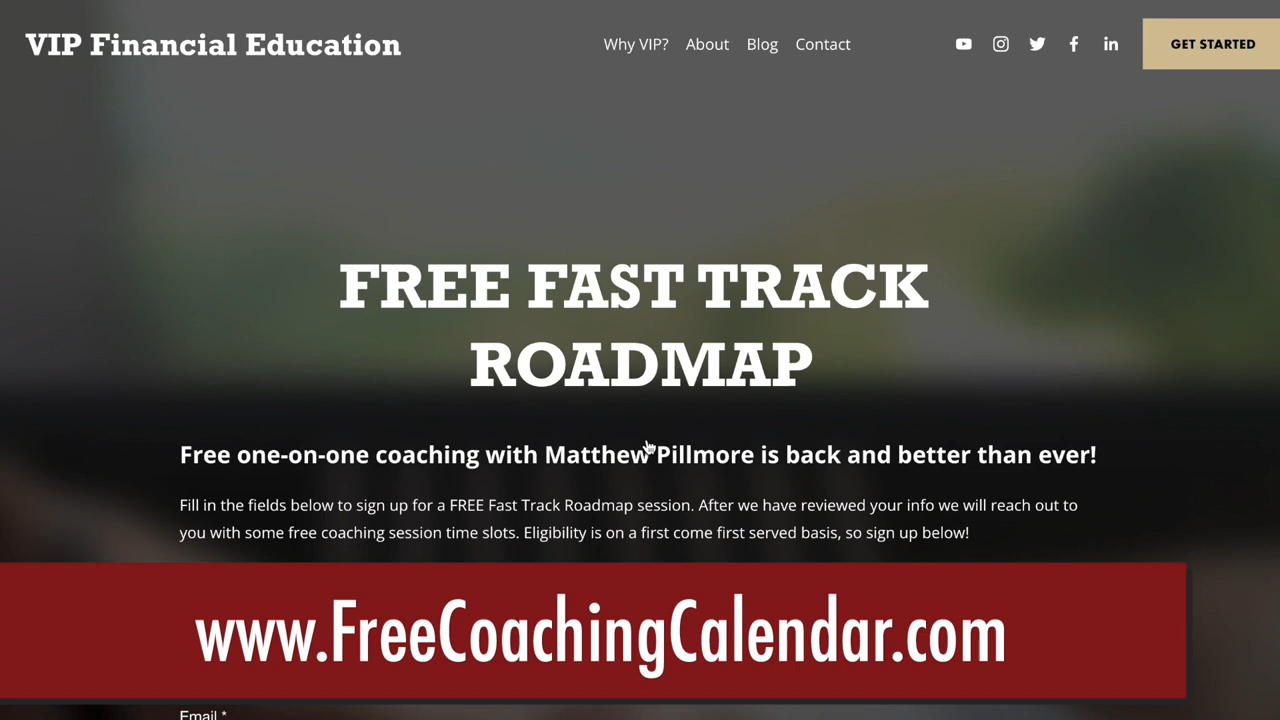 VIP Financial Education
Why VIP? About Blog Contact
GET STARTED
FREE FAST TRACK
ROADMAP
Free one-on-one coaching with Matthew Pillmore is back and better than ever!
Fill in the fields below to sign up for a FREE Fast Track Roadmap session. After we have reviewed your info we will reach out to
you with some free coaching session time slots. Eligibility is on a first come first served basis, so sign up below!
www.FreeCoachingCalendar.com
Email *